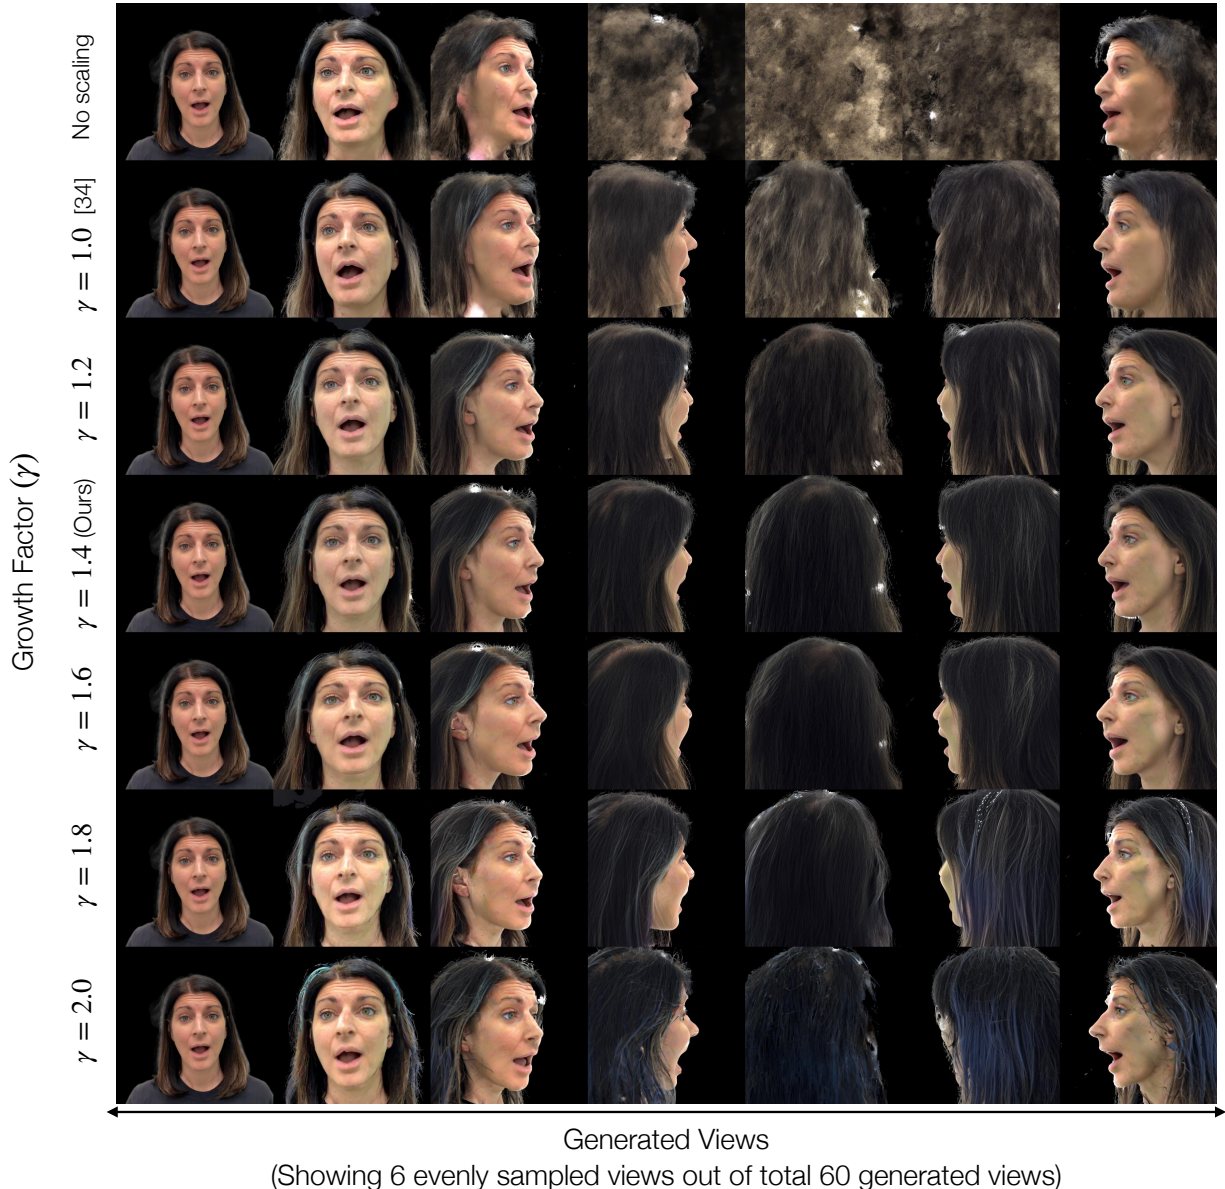 No scaling
γ = 1.0 [34]
γ = 1.2
γ = 1.4 (Ours)
γ = 1.6
γ = 1.8
γ = 2.0
Growth Factor (γ)
Generated Views
(Showing 6 evenly sampled views out of total 60 generated views)